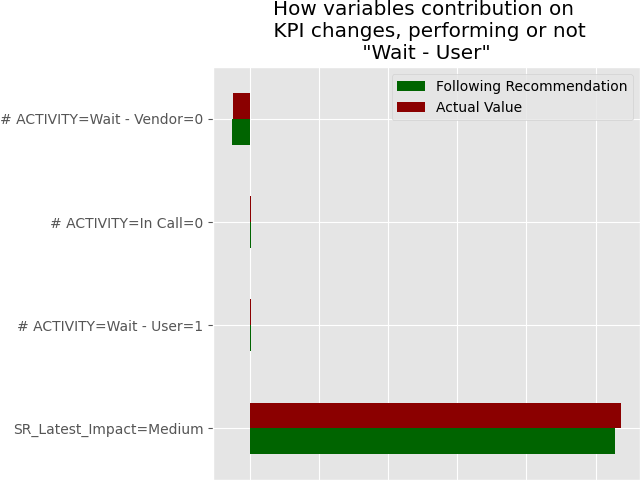 How variables contribution on
KPI changes, performing or not
"Wait - User"
Following Recommendation
Actual Value
# ACTIVITY=Wait - Vendor=0
# ACTIVITY=In Call=0
# ACTIVITY=Wait - User=1
SR_Latest_Impact=Medium